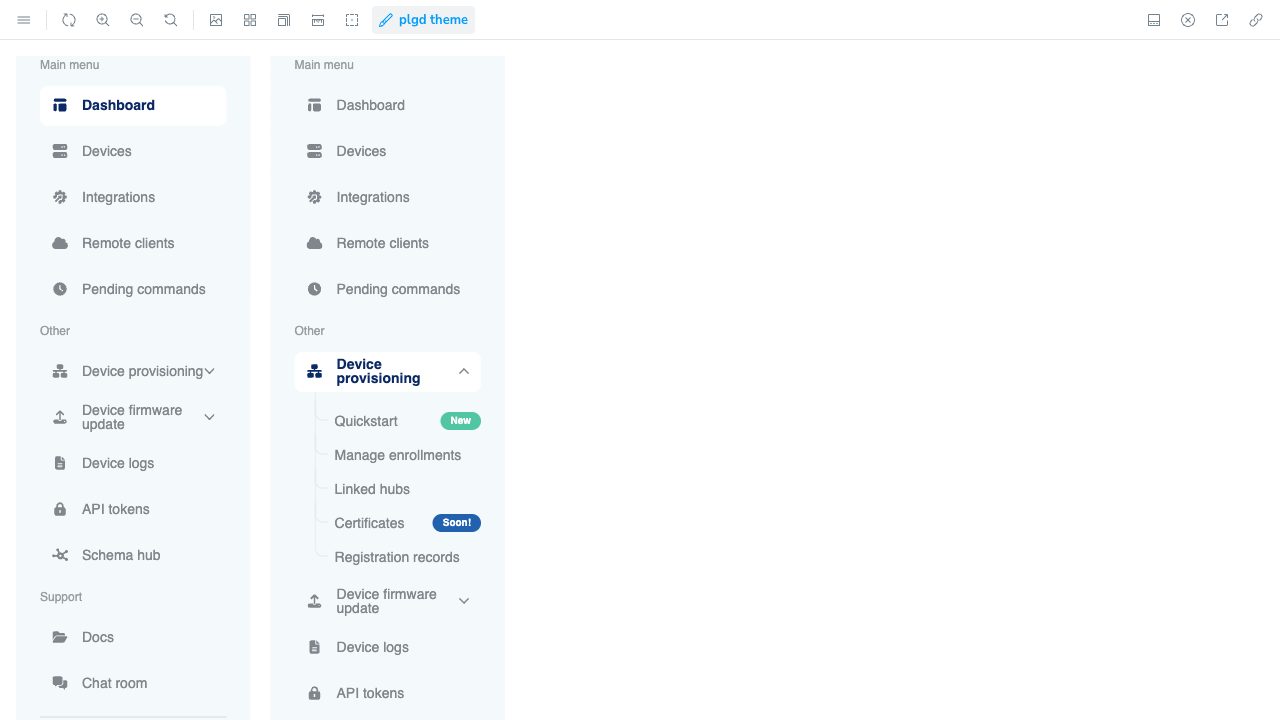 plgd theme
Main menu
Dashboard
Devices
Integrations
Remote clients
Pending commands
Other
Device provisioning
Device firmware
update
Device logs
API tokens
Schema hub
Support
Docs
Chat room
Main menu
Dashboard
Devices
Integrations
Remote clients
Pending commands
Other
Device
provisioning
Quickstart New
Manage enrollments
Linked hubs
Certificates Soon!
Registration records
Device firmware
update
Device logs
API tokens